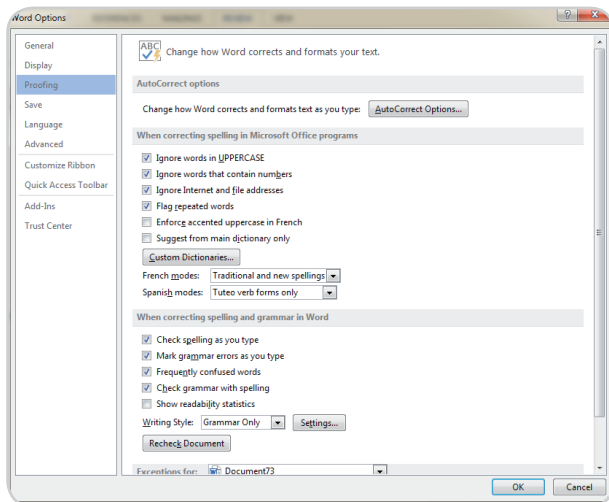 Word Options
General
Display
Proofing
Save
Language
Advanced
Customize Ribbon
Quick Access Toolbar
Add-Ins
Trust Center
ABC
Change how Word corrects and formats your text.
AutoCorrect options
Change how Word corrects and formats text as you type: AutoCorrect Options...
When correcting spelling in Microsoft Office programs
Ignore words in UPPERCASE
Ignore words that contain numbers
Ignore Internet and file addresses
Flag repeated words
Enforce accented uppercase in French
Suggest from main dictionary only
Custom Dictionaries...
French modes: Traditional and new spellings
Spanish modes: Tuteo verb forms only
When correcting spelling and grammar in Word
Check spelling as you type
Mark grammar errors as you type
Frequently confused words
Check grammar with spelling
Show readability statistics
Writing Style: Grammar Only Settings...
Recheck Document
Exceptions for: Document73
OK Cancel